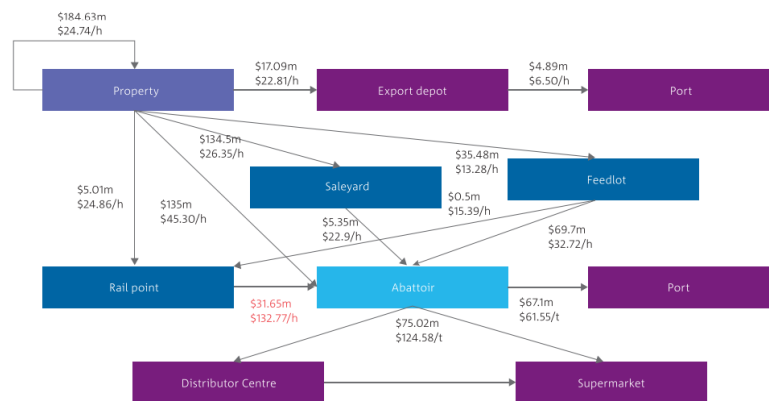 $184.63m
$24.74/h
$17.09m
$22.81/h
$4.89m
$6.50/h
Property
Export depot
Port
$134.5m
$26.35/h
$35.48m
$13.28/h
Saleyard
Feedlot
$5.01m
$24.86/h
$135m
$45.30/h
$0.5m
$15.39/h
$5.35m
$22.9/h
$69.7m
$32.72/h
Rail point
Abattoir
Port
$31.65m
$132.77/h
$67.1m
$61.55/t
$75.02m
$124.58/t
Distributor Centre
Supermarket